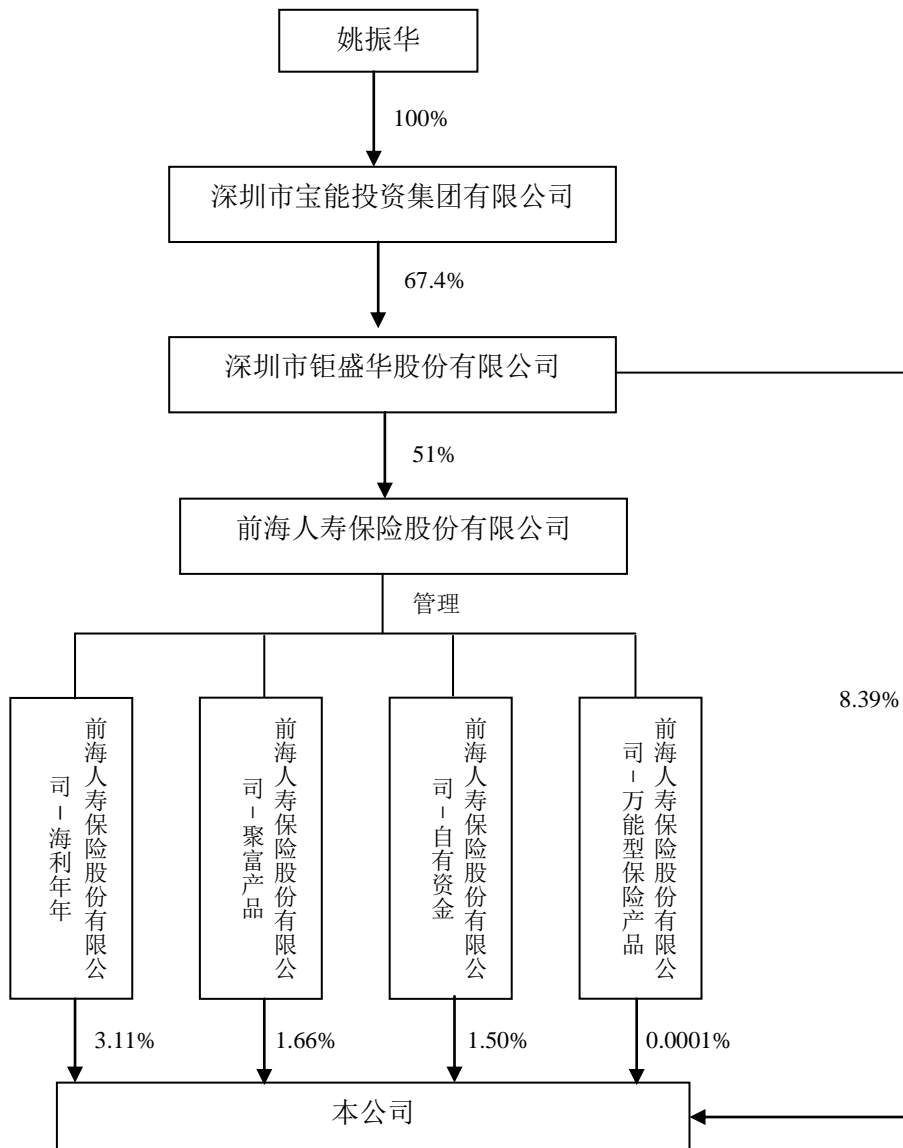 姚振华
100%
深圳市宝能投资集团有限公司
67.4%
深圳市钜盛华股份有限公司
51%
前海人寿保险股份有限公司
管理
8.39%
前海人寿保险股份有限公
司-海利年年
前海人寿保险股份有限公
司-聚富产品
前海人寿保险股份有限公
司-自有资金
前海人寿保险股份有限公
司-万能型保险产品
3.11%
1.66%
1.50%
0.0001%
本公司